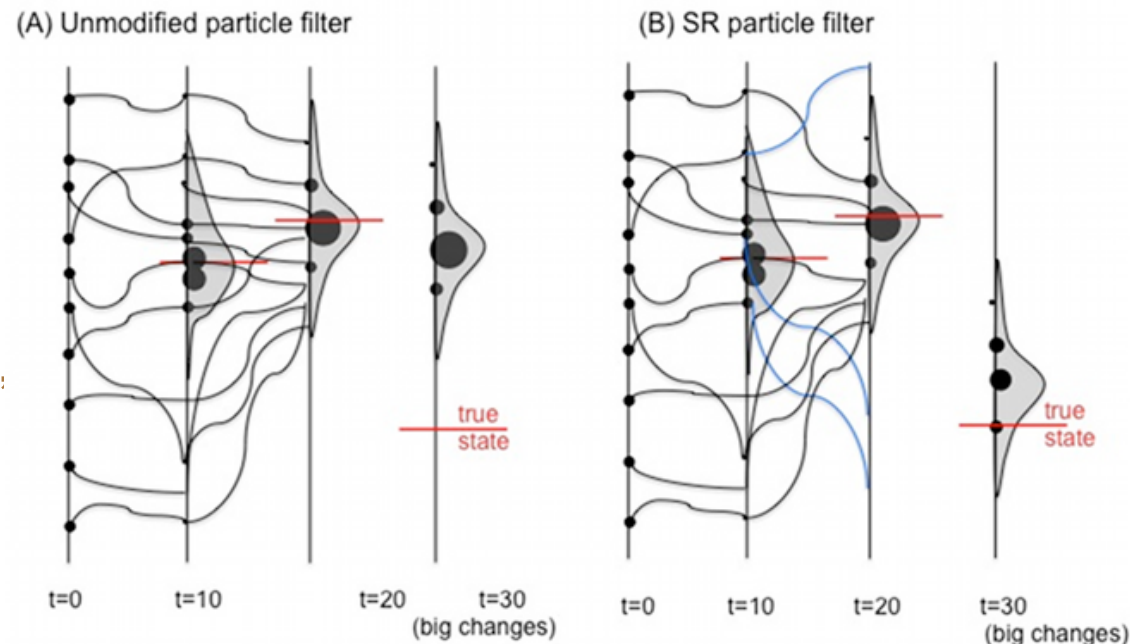 (A) Unmodified particle filter
true
state
t=0 t=10 t=20 t=30
(big changes)
(B) SR particle filter
true
state
t=0 t=10 t=20 t=30
(big changes)